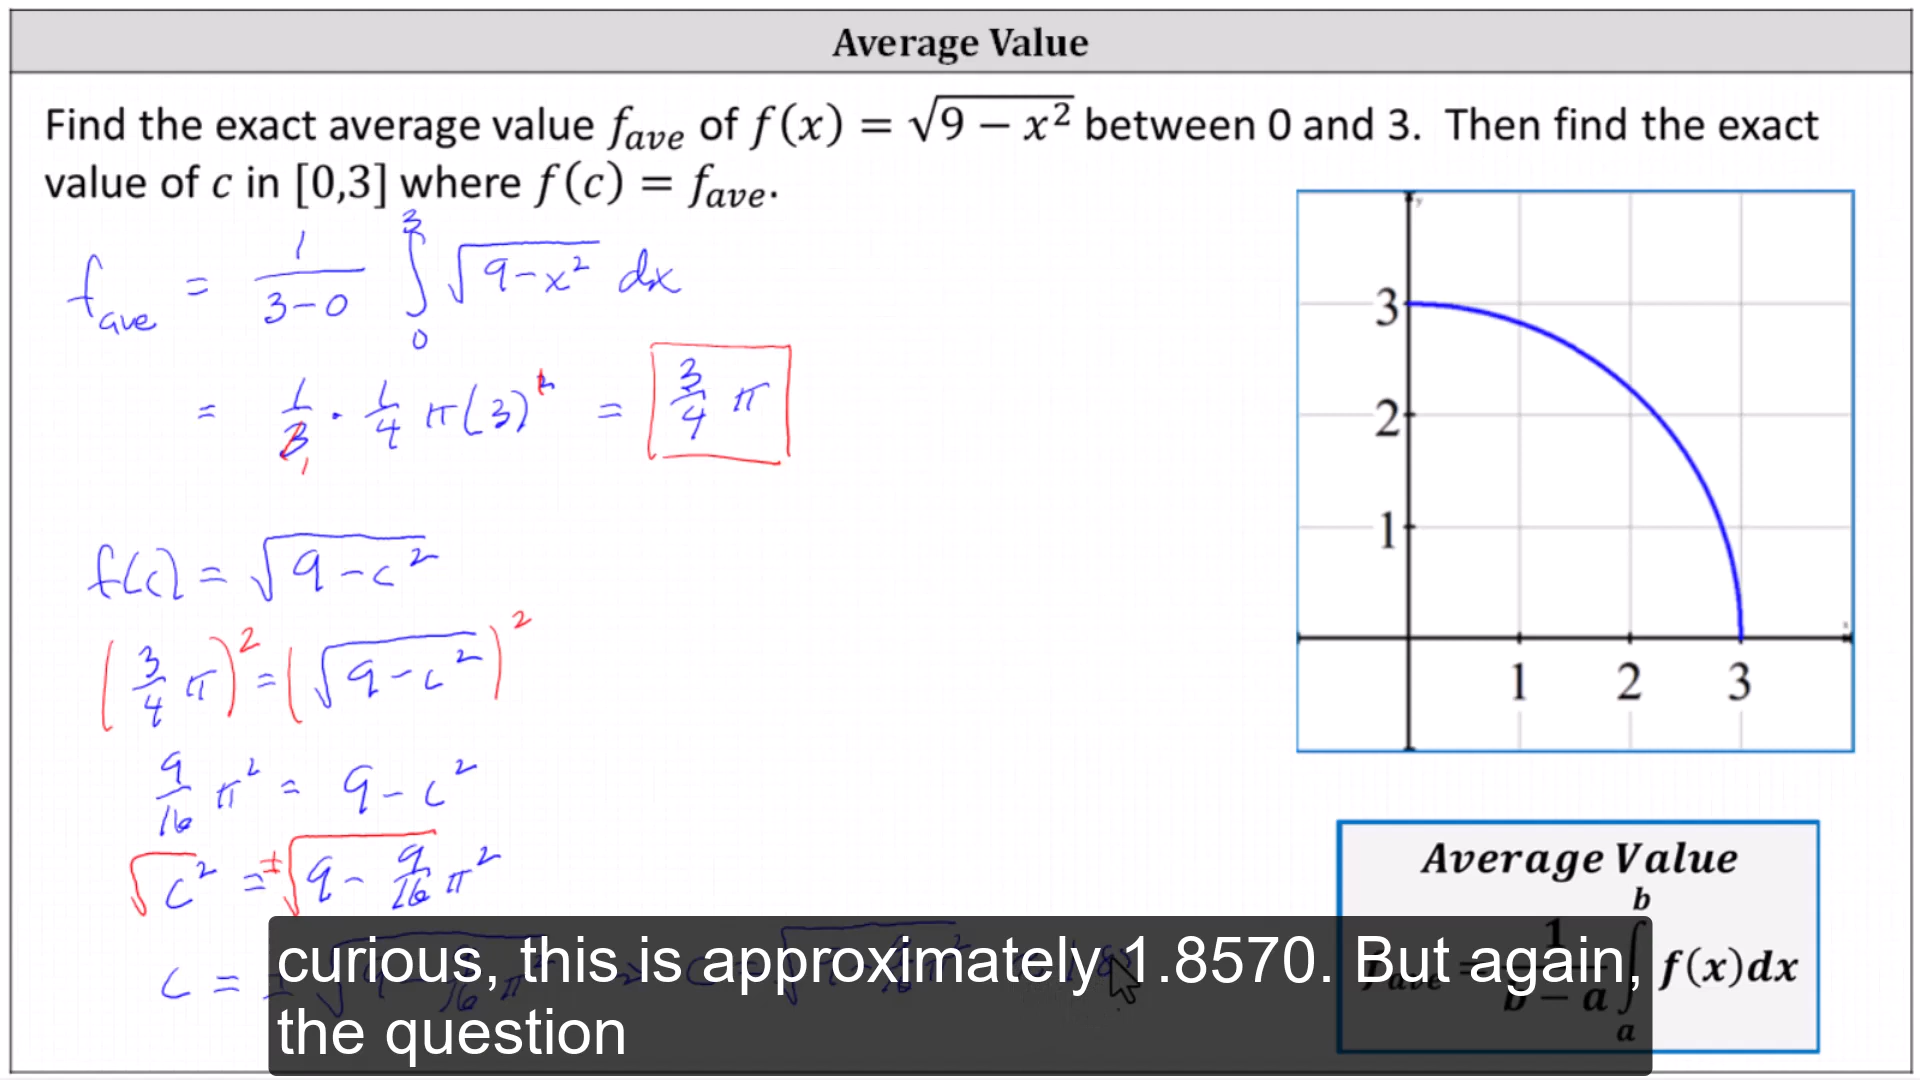 Average Value
Find the exact average value f_ave of f(x) = √(9 − x²) between 0 and 3. Then find the exact
value of c in [0,3] where f(c) = f_ave.
f_ave = 1/(3−0) ∫₀³ √(9−x²) dx
= 1/3 · 1/4 π(3)² = 3/4 π
f(c) = √(9−c²)
(3/4 π)² = (√(9−c²))²
9/16 π² = 9−c²
√c² = ±√(9 − 9/16 π²)
y
3
2
1
1 2 3
Average Value
f_ave = 1/(b − a) ∫ₐᵇ f(x)dx
c = ±
curious, this is approximately 1.8570. But again,
the question